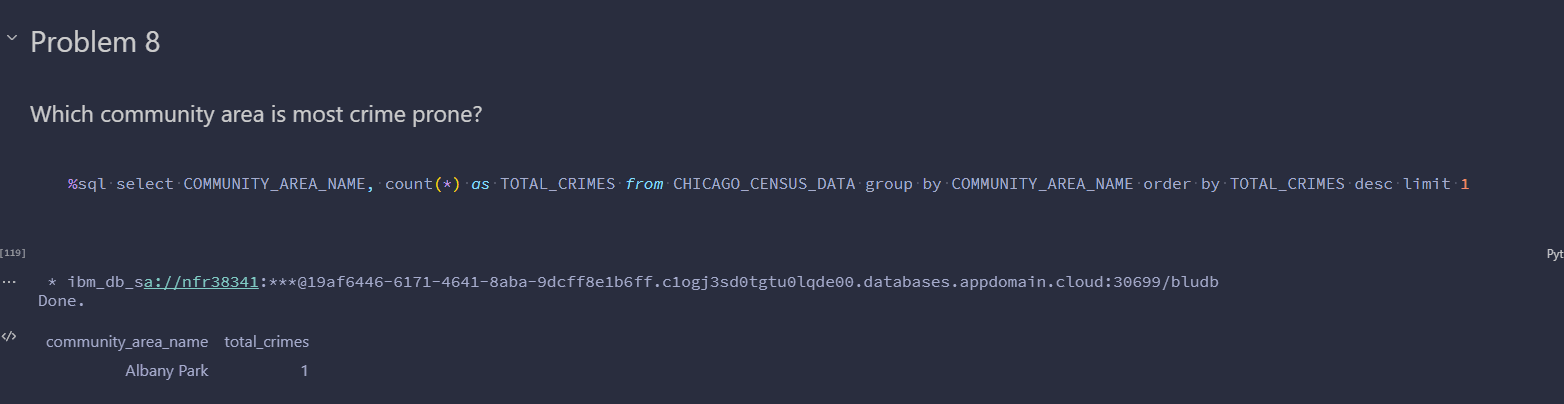 Problem 8
Which community area is most crime prone?
%sql select COMMUNITY_AREA_NAME, count(*) as TOTAL_CRIMES from CHICAGO_CENSUS_DATA group by COMMUNITY_AREA_NAME order by TOTAL_CRIMES desc limit 1
[119]
Pyt
... * ibm_db_sa://nfr38341:***@19af6446-6171-4641-8aba-9dcff8e1b6ff.c1ogj3sd0tgtu0lqde00.databases.appdomain.cloud:30699/bludb
Done.
</> community_area_name total_crimes
Albany Park 1